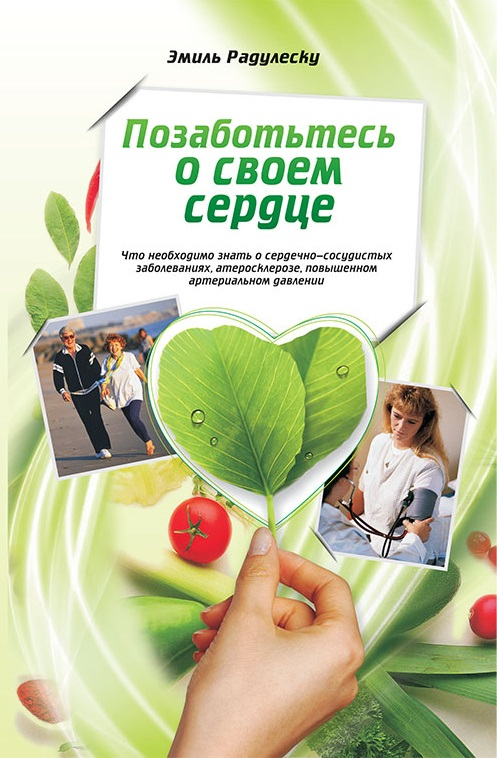 Эмиль Радулеску
Позаботьтесь
о своем
сердце
Что необходимо знать о сердечно-сосудистых
заболеваниях, атеросклерозе, повышенном
артериальном давлении